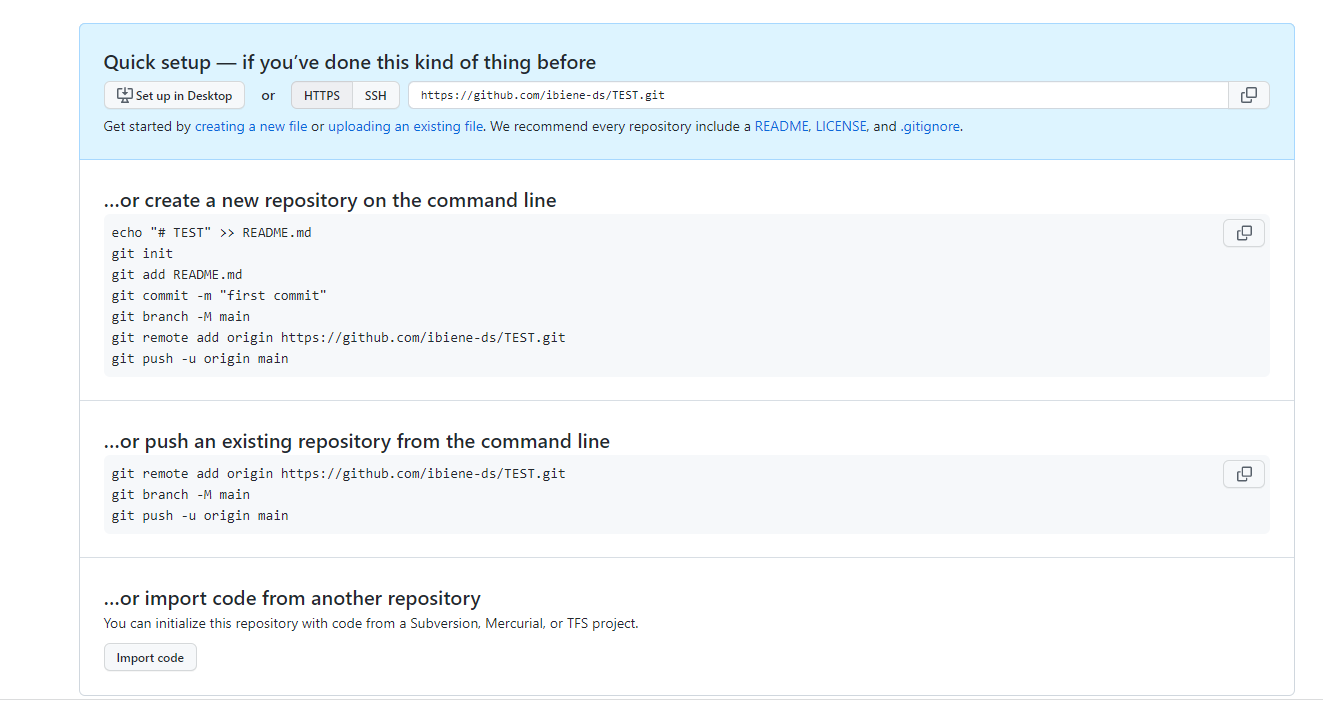 Quick setup — if you’ve done this kind of thing before
Set up in Desktop or HTTPS SSH https://github.com/ibiene-ds/TEST.git
Get started by creating a new file or uploading an existing file. We recommend every repository include a README, LICENSE, and .gitignore.
…or create a new repository on the command line
echo "# TEST" >> README.md
git init
git add README.md
git commit -m "first commit"
git branch -M main
git remote add origin https://github.com/ibiene-ds/TEST.git
git push -u origin main
…or push an existing repository from the command line
git remote add origin https://github.com/ibiene-ds/TEST.git
git branch -M main
git push -u origin main
…or import code from another repository
You can initialize this repository with code from a Subversion, Mercurial, or TFS project.
Import code